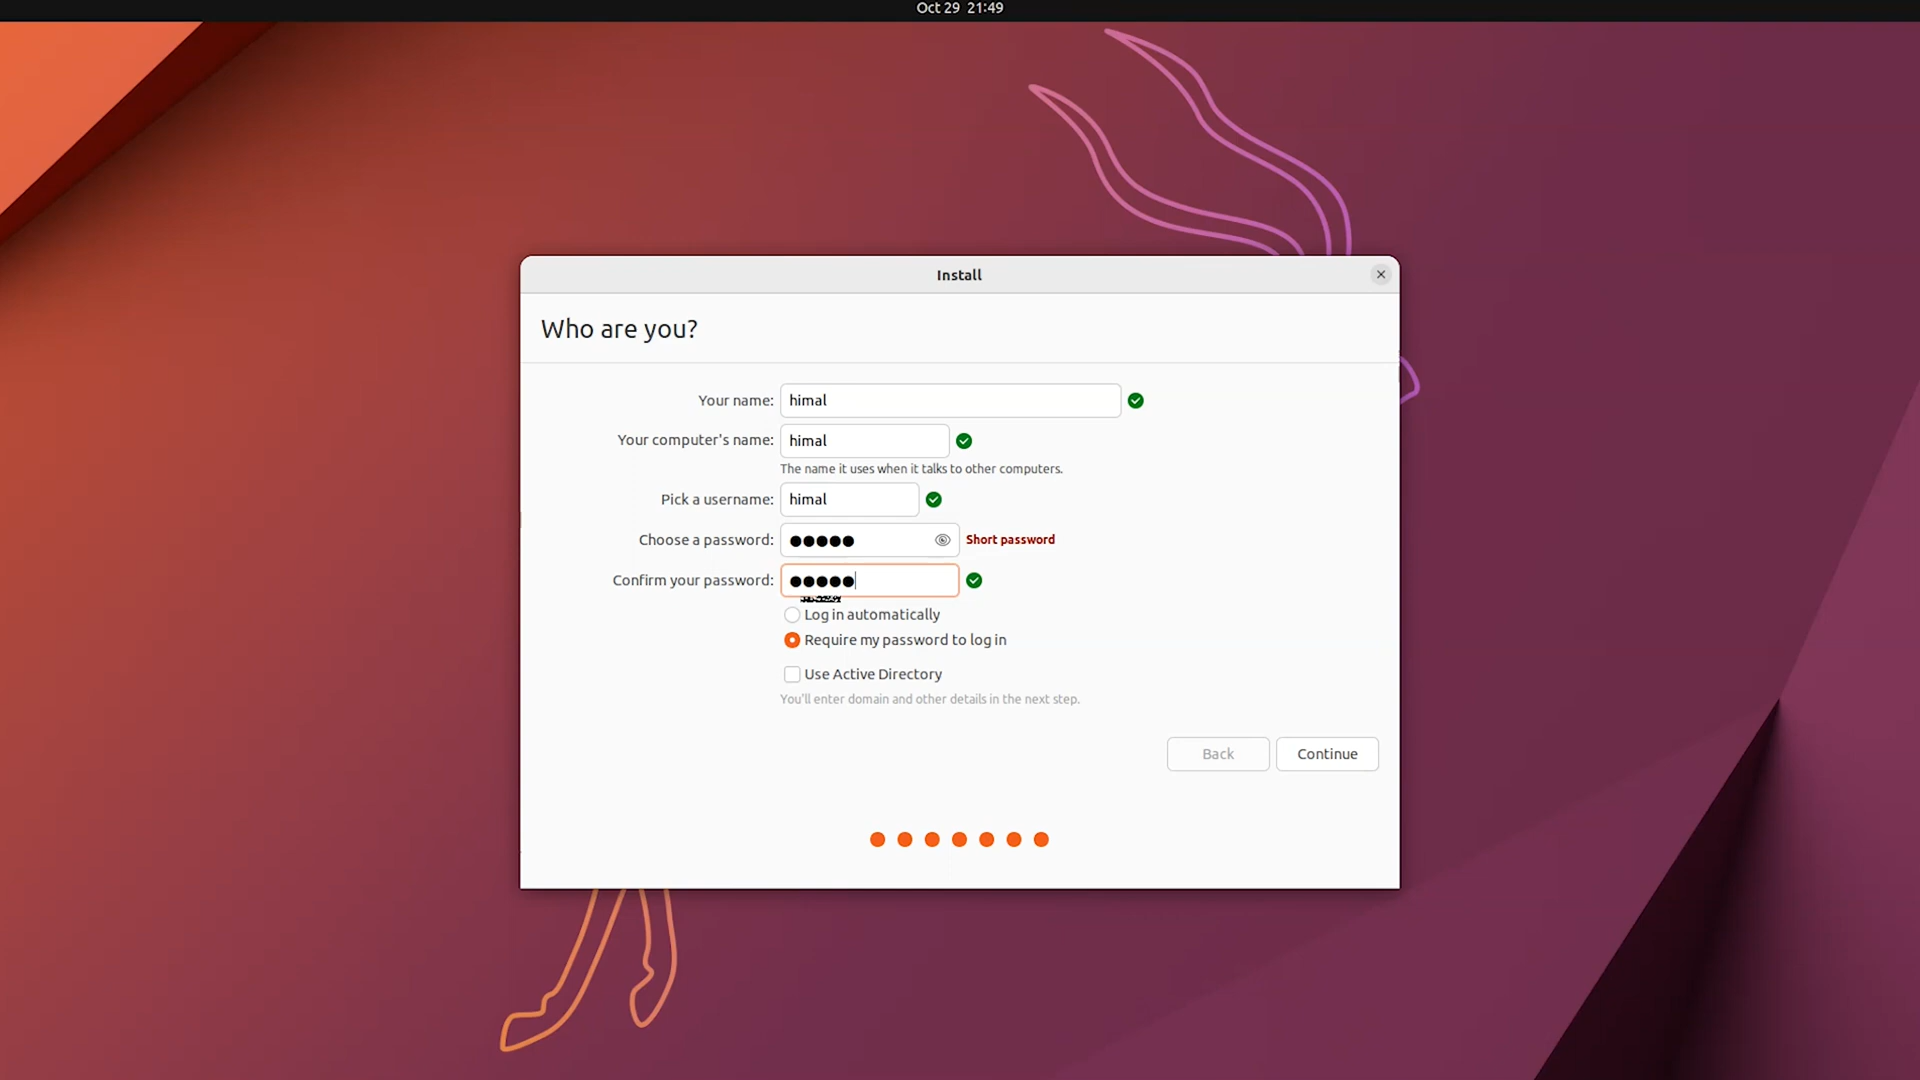 Oct 29 21:49
Install
Who are you?
Your name: himal
Your computer's name: himal
The name it uses when it talks to other computers.
Pick a username: himal
Choose a password: ●●●●● Short password
Confirm your password: ●●●●●
Log in automatically
Require my password to log in
Use Active Directory
You'll enter domain and other details in the next step.
Back Continue